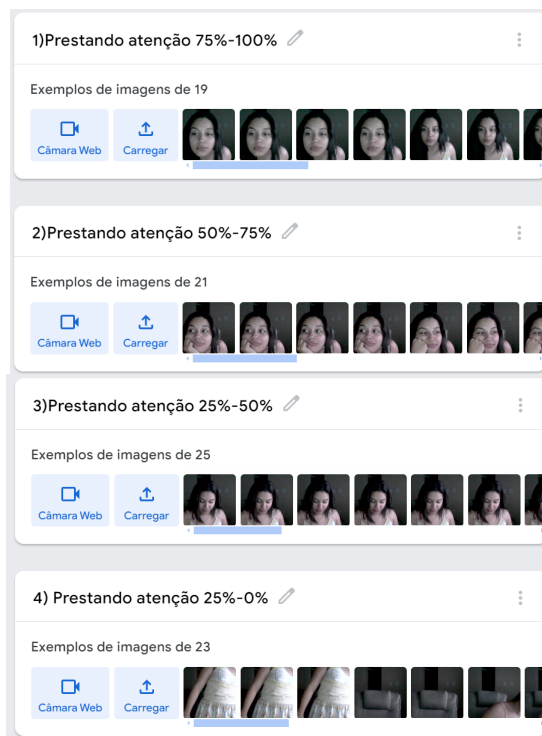 1)Prestando atenção 75%-100%
Exemplos de imagens de 19
Câmara Web
Carregar
2)Prestando atenção 50%-75%
Exemplos de imagens de 21
Câmara Web
Carregar
3)Prestando atenção 25%-50%
Exemplos de imagens de 25
Câmara Web
Carregar
4) Prestando atenção 25%-0%
Exemplos de imagens de 23
Câmara Web
Carregar